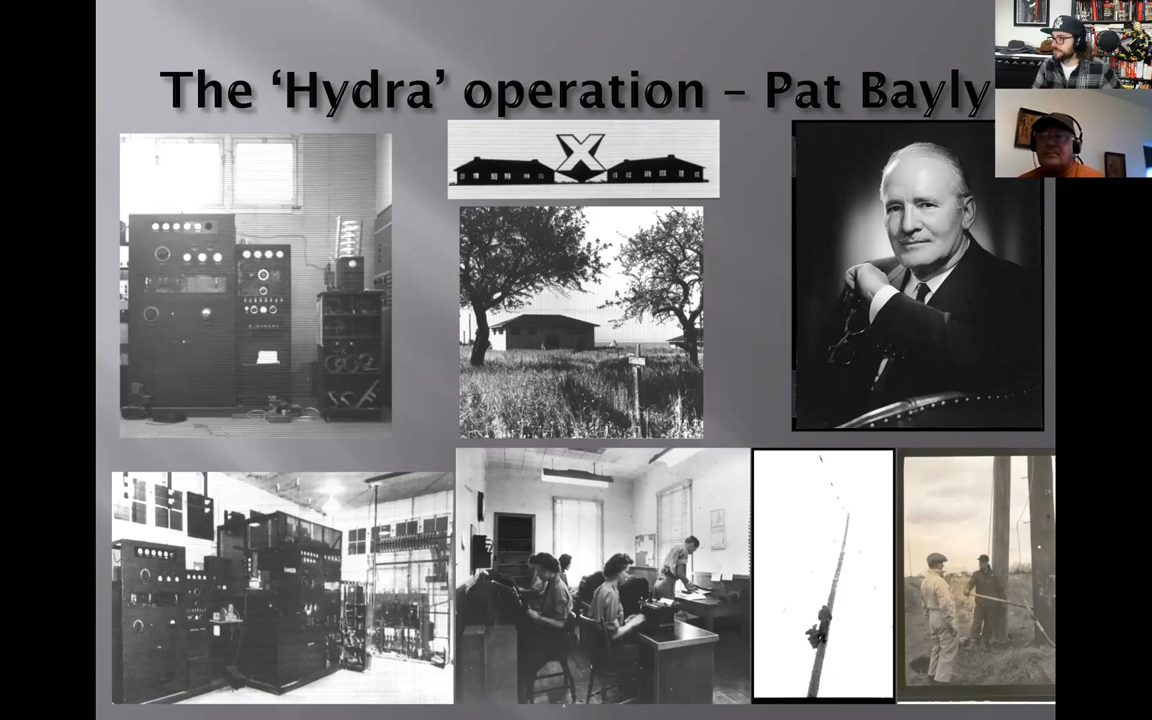 The ‘Hydra’ operation – Pat Bayly
X